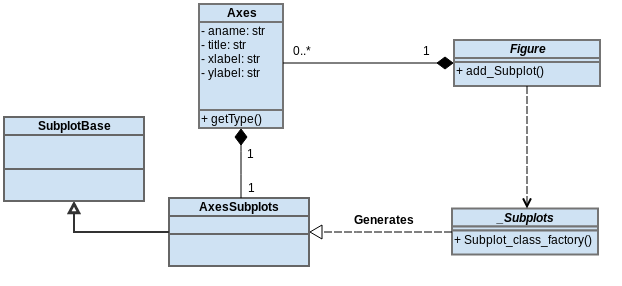 Axes
- aname: str
- title: str
- xlabel: str
- ylabel: str
+ getType()
0..*
1
Figure
+ add_Subplot()
SubplotBase
1
1
AxesSubplots
Generates
_Subplots
+ Subplot_class_factory()